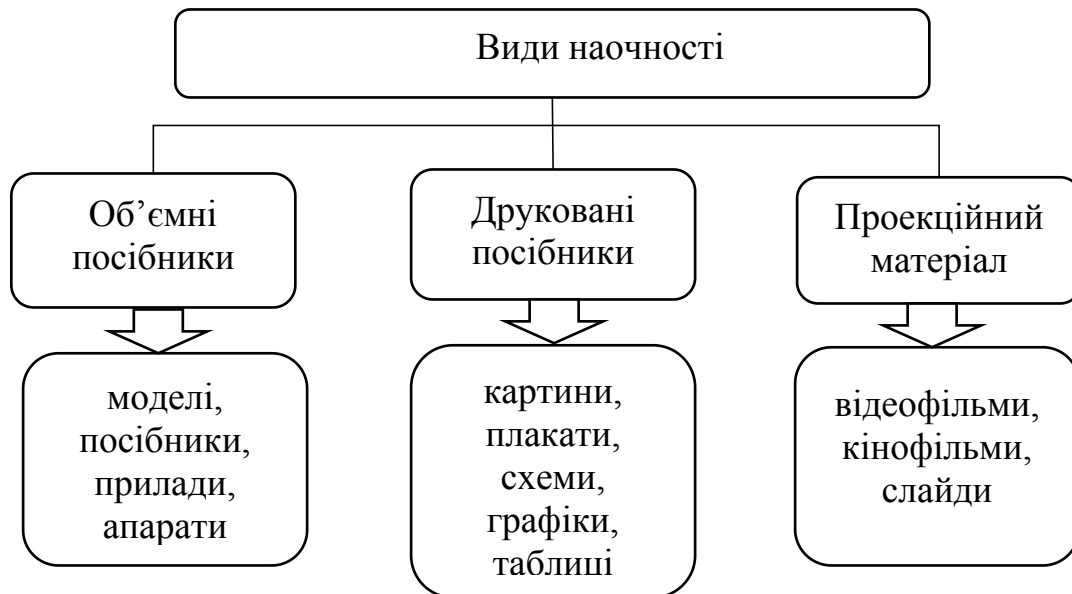 Види наочності
Об’ємні
посібники
Друковані
посібники
Проекційний
матеріал
моделі,
посібники,
прилади,
апарати
картини,
плакати,
схеми,
графіки,
таблиці
відеофільми,
кінофільми,
слайди